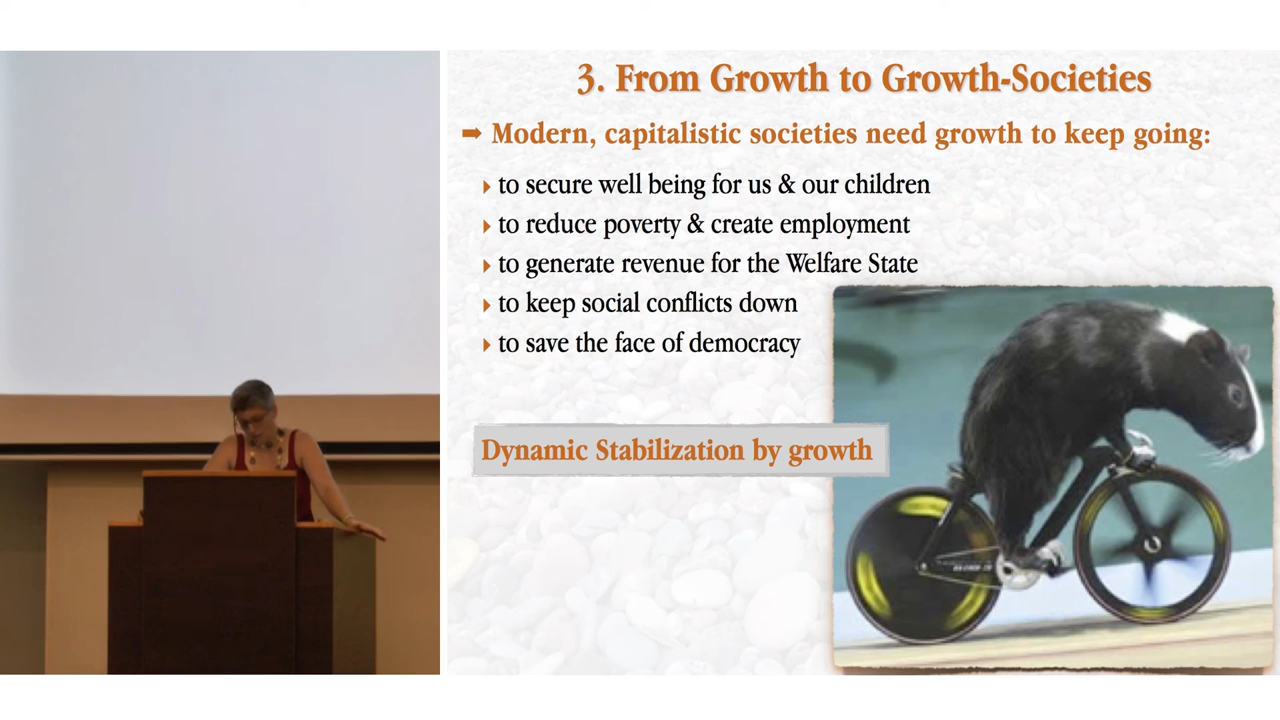 3. From Growth to Growth-Societies
➡ Modern, capitalistic societies need growth to keep going:
to secure well being for us & our children
to reduce poverty & create employment
to generate revenue for the Welfare State
to keep social conflicts down
to save the face of democracy
Dynamic Stabilization by growth